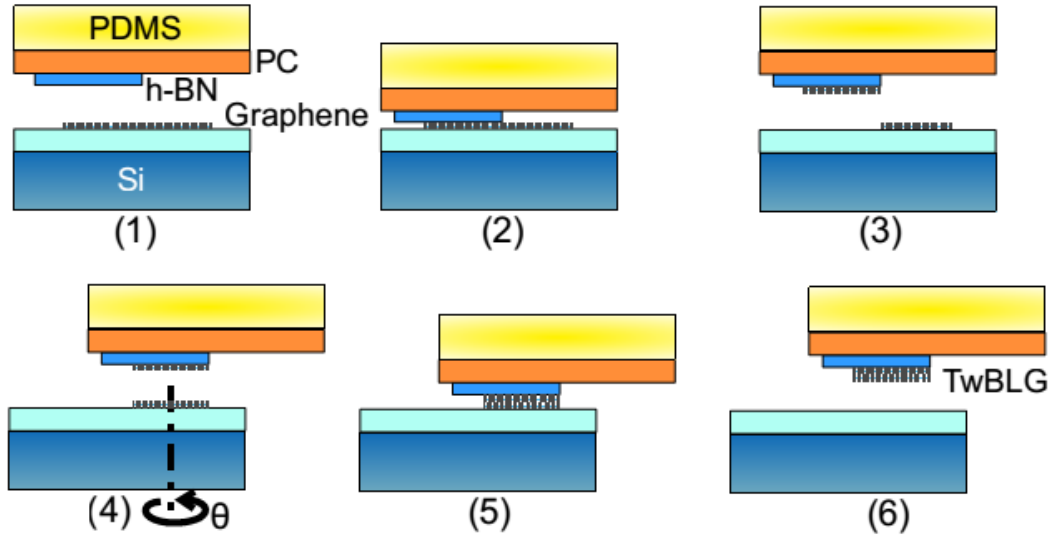 PDMS
PC
h-BN
Graphene
Si
(1)
(2)
(3)
TwBLG
(4)
θ
(5)
(6)